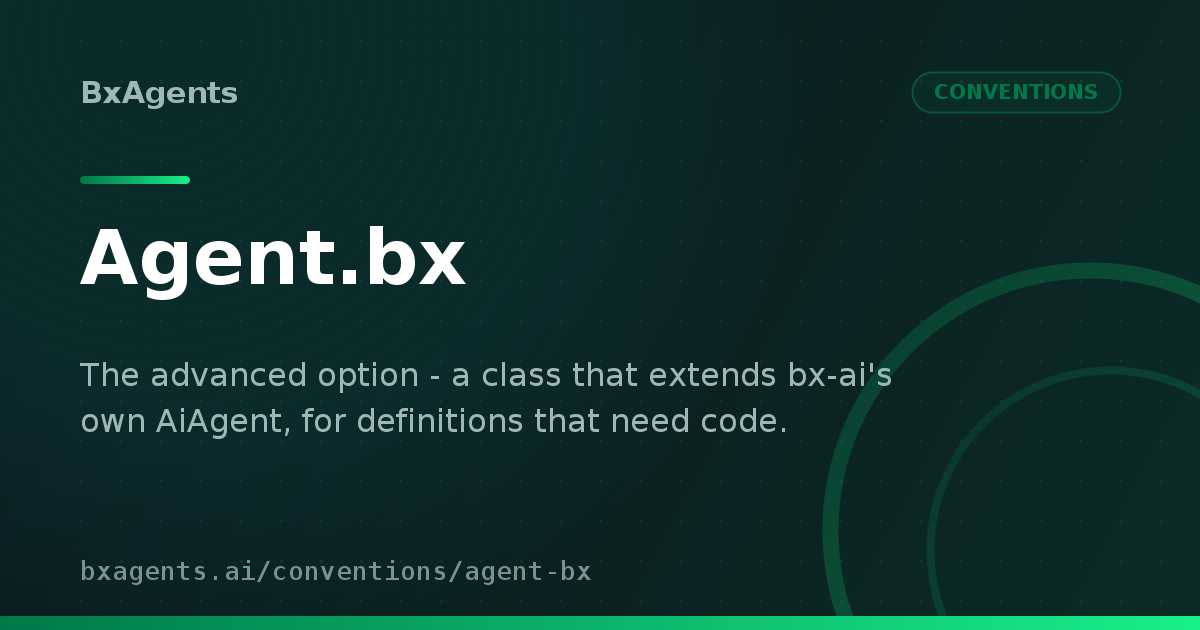 BxAgents
CONVENTIONS
Agent.bx
The advanced option - a class that extends bx-ai's
own AiAgent, for definitions that need code.
bxagents.ai/conventions/agent-bx